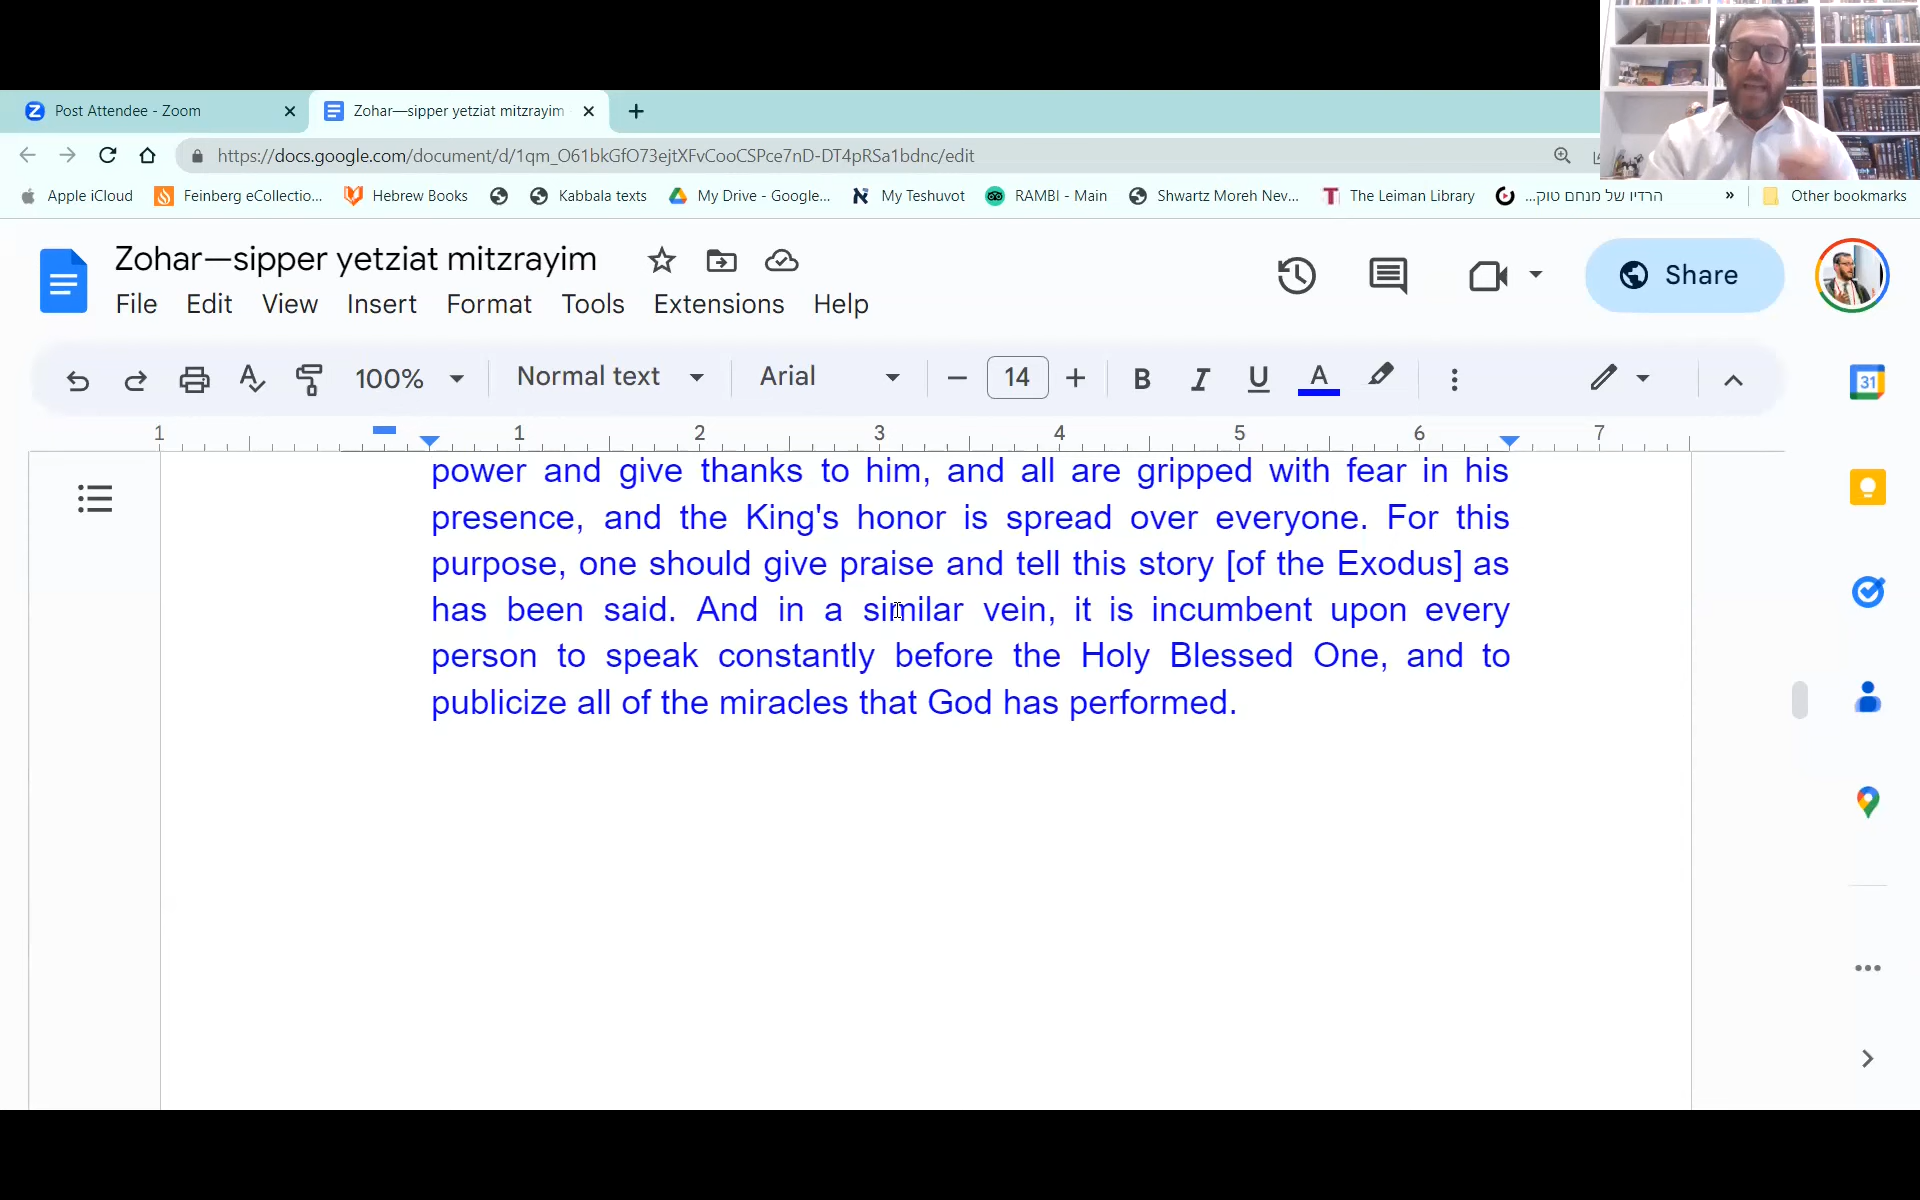 Post Attendee - Zoom
Zohar—sipper yetziat mitzrayim
https://docs.google.com/document/d/1qm_O61bkGfO73ejtXFvCooCSPce7nD-DT4pRSa1bdnc/edit
Apple iCloud
Feinberg eCollectio...
Hebrew Books
Kabbala texts
My Drive - Google...
My Teshuvot
RAMBI - Main
Shwartz Moreh Nev...
The Leiman Library
הרדיו של מנחם טוק...
»
Other bookmarks
Zohar—sipper yetziat mitzrayim
Share
File Edit View Insert Format Tools Extensions Help
100% Normal text Arial 14 B I U A
31
1 1 2 3 4 5 6 7
power and give thanks to him, and all are gripped with fear in his
presence, and the King's honor is spread over everyone. For this
purpose, one should give praise and tell this story [of the Exodus] as
has been said. And in a similar vein, it is incumbent upon every
person to speak constantly before the Holy Blessed One, and to
publicize all of the miracles that God has performed.